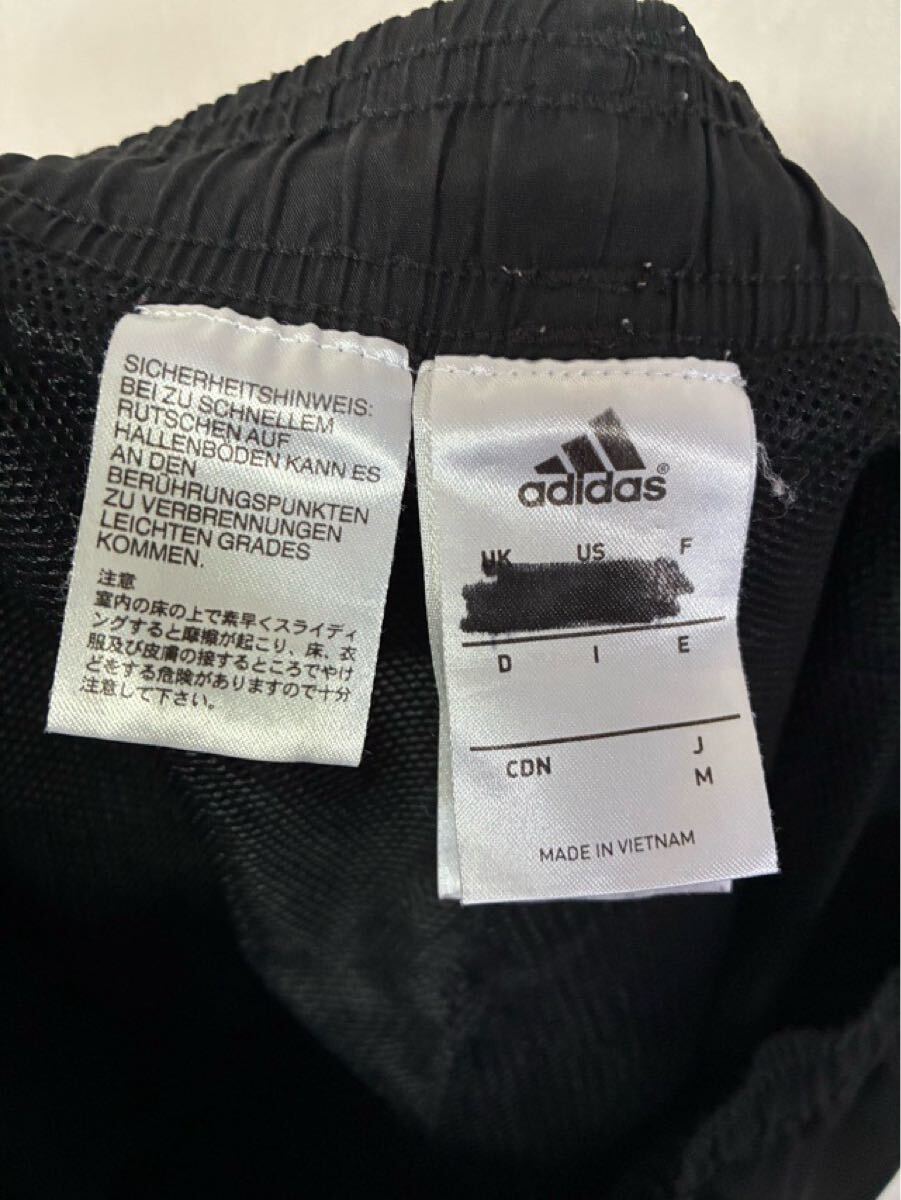 SICHERHEITSHINWEIS:
BEI ZU SCHNELLEM
RUTSCHEN AUF
HALLENBÖDEN KANN ES
AN DEN
BERÜHRUNGSPUNKTEN
ZU VERBRENNUNGEN
LEICHTEN GRADES
KOMMEN.
注意
室内の床の上で素早くスライディ
ングすると摩擦が起こり、床、衣
服及び皮膚の接するところでやけ
どをする危険がありますので十分
注意して下さい。
adidas®
UK US F
D I E
CDN J
M
MADE IN VIETNAM